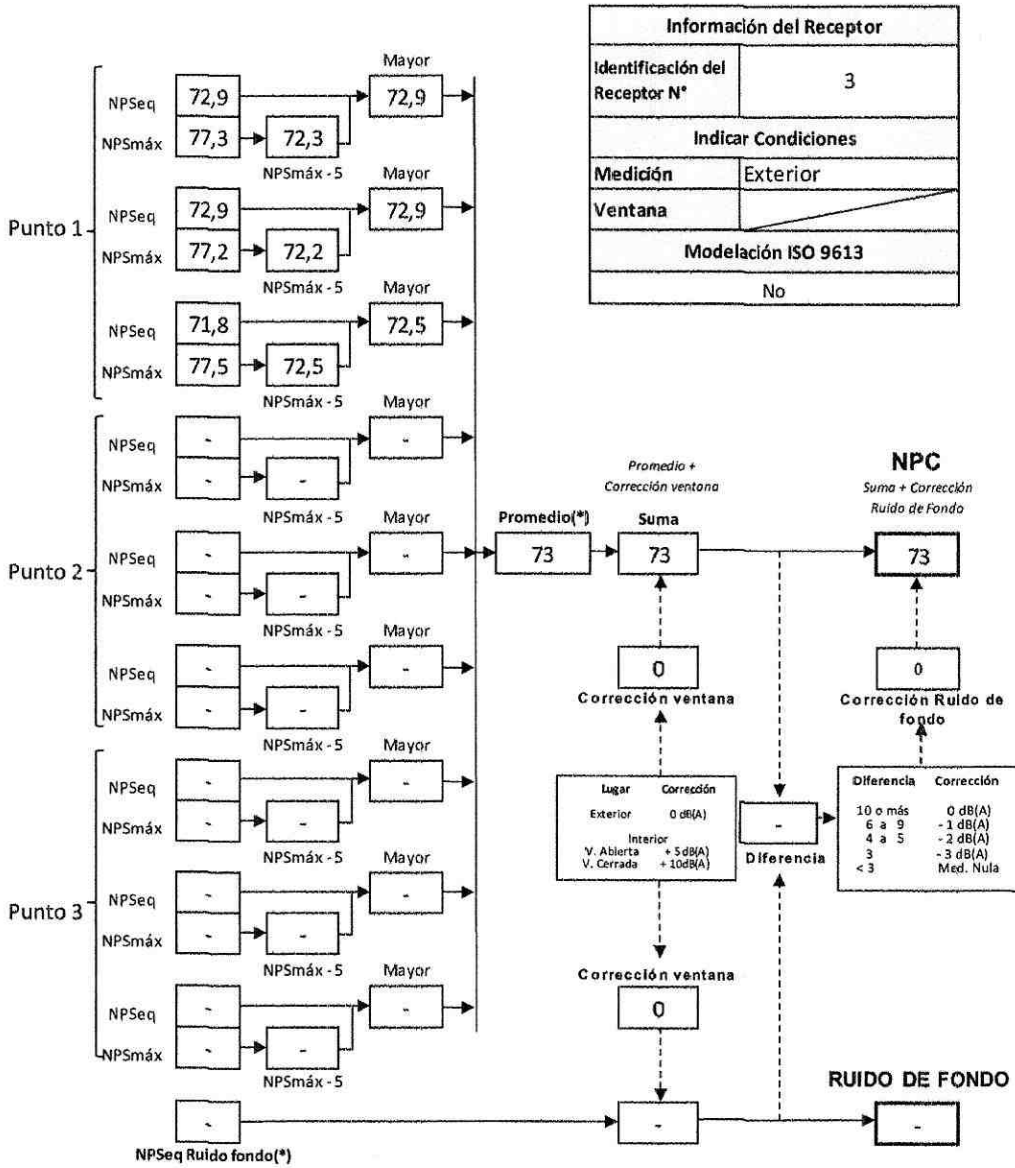 Información del Receptor
Identificación del Receptor N° 3
Indicar Condiciones
Medición Exterior
Ventana
Modelación ISO 9613
No
Punto 1
Mayor
NPSeq 72,9 72,9
NPSmáx 77,3 72,3
NPSmáx - 5
Mayor
NPSeq 72,9 72,9
NPSmáx 77,2 72,2
NPSmáx - 5
Mayor
NPSeq 71,8 72,5
NPSmáx 77,5 72,5
NPSmáx - 5
Punto 2
Mayor
NPSeq - -
NPSmáx - -
NPSmáx - 5
Mayor
NPSeq - -
NPSmáx - -
NPSmáx - 5
Mayor
NPSeq - -
NPSmáx - -
NPSmáx - 5
Punto 3
Mayor
NPSeq - -
NPSmáx - -
NPSmáx - 5
Mayor
NPSeq - -
NPSmáx - -
NPSmáx - 5
Mayor
NPSeq - -
NPSmáx - -
NPSmáx - 5
-
NPSeq Ruido fondo(*)
Promedio(*)
73
Promedio +
Corrección ventana
Suma
73
0
Corrección ventana
Lugar Corrección
Exterior 0 dB(A)
Interior
V. Abierta + 5 dB(A)
V. Cerrada + 10dB(A)
Corrección ventana
0
-
-
Diferencia
NPC
Suma + Corrección
Ruido de Fondo
73
0
Corrección Ruido de
fondo
Diferencia Corrección
10 o más 0 dB(A)
6 a 9 - 1 dB(A)
4 a 5 - 2 dB(A)
3 - 3 dB(A)
< 3 Med. Nula
RUIDO DE FONDO
-